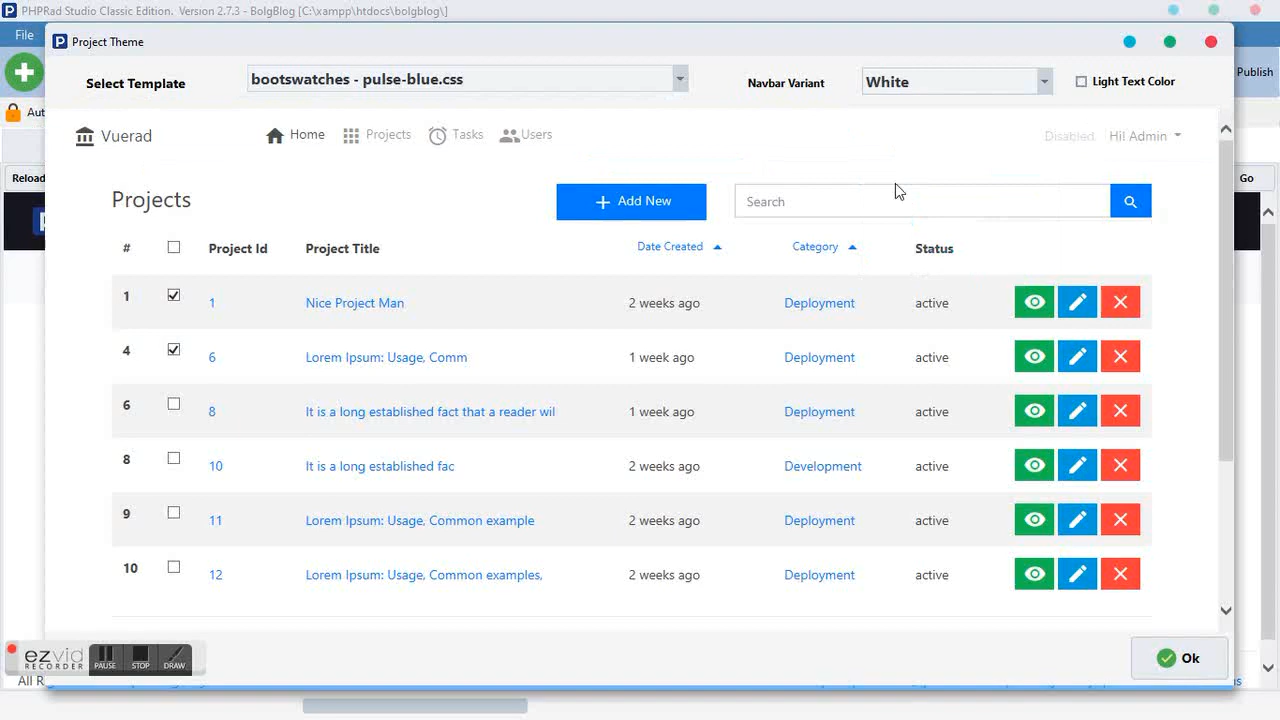 PHPRad Studio Classic Edition. Version 2.7.3 - BolgBlog [C:\xampp\htdocs\bolgblog\]
File
Project Theme
Publish
Select Template
bootswatches - pulse-blue.css
Navbar Variant
White
Light Text Color
Aut
Vuerad
Home
Projects
Tasks
Users
Disabled
Hi! Admin
Reload
Go
Projects
Add New
Search
# Project Id Project Title Date Created Category Status
1 1 Nice Project Man 2 weeks ago Deployment active
4 6 Lorem Ipsum: Usage, Comm 1 week ago Deployment active
6 8 It is a long established fact that a reader wil 1 week ago Deployment active
8 10 It is a long established fac 2 weeks ago Development active
9 11 Lorem Ipsum: Usage, Common example 2 weeks ago Deployment active
10 12 Lorem Ipsum: Usage, Common examples, 2 weeks ago Deployment active
ezvid
RECORDER
PAUSE
STOP
DRAW
Ok
All R